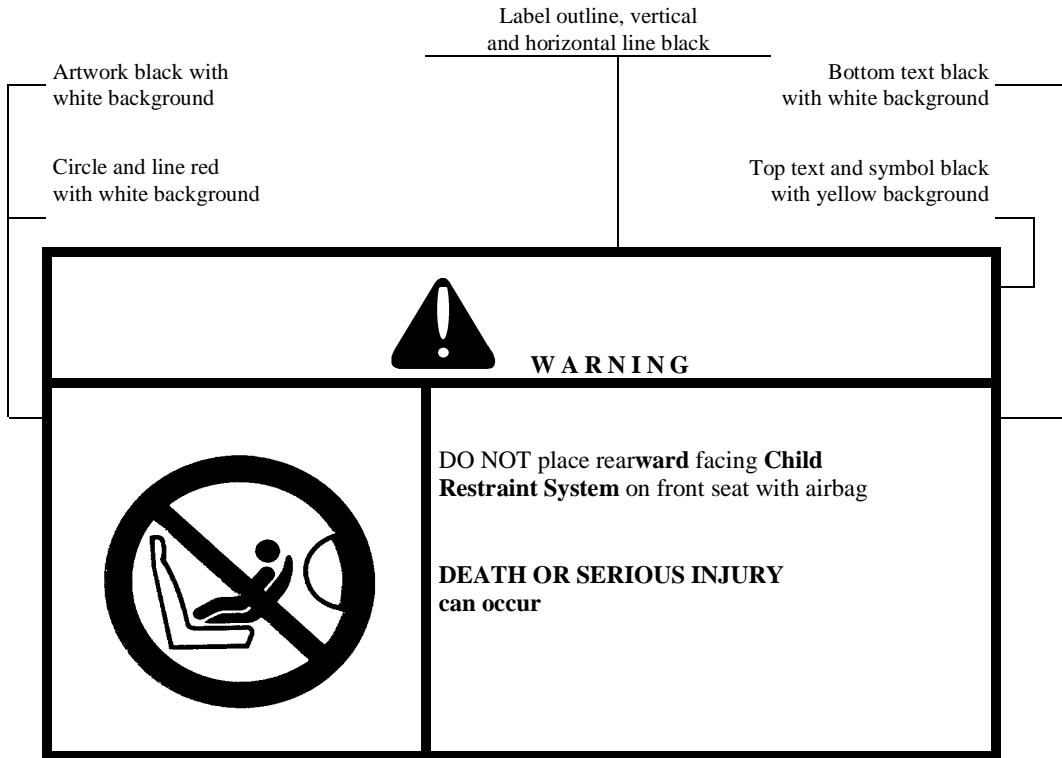 Label outline, vertical
and horizontal line black
Artwork black with
white background
Bottom text black
with white background
Circle and line red
with white background
Top text and symbol black
with yellow background
WARNING
DO NOT place rearward facing Child
Restraint System on front seat with airbag
DEATH OR SERIOUS INJURY
can occur